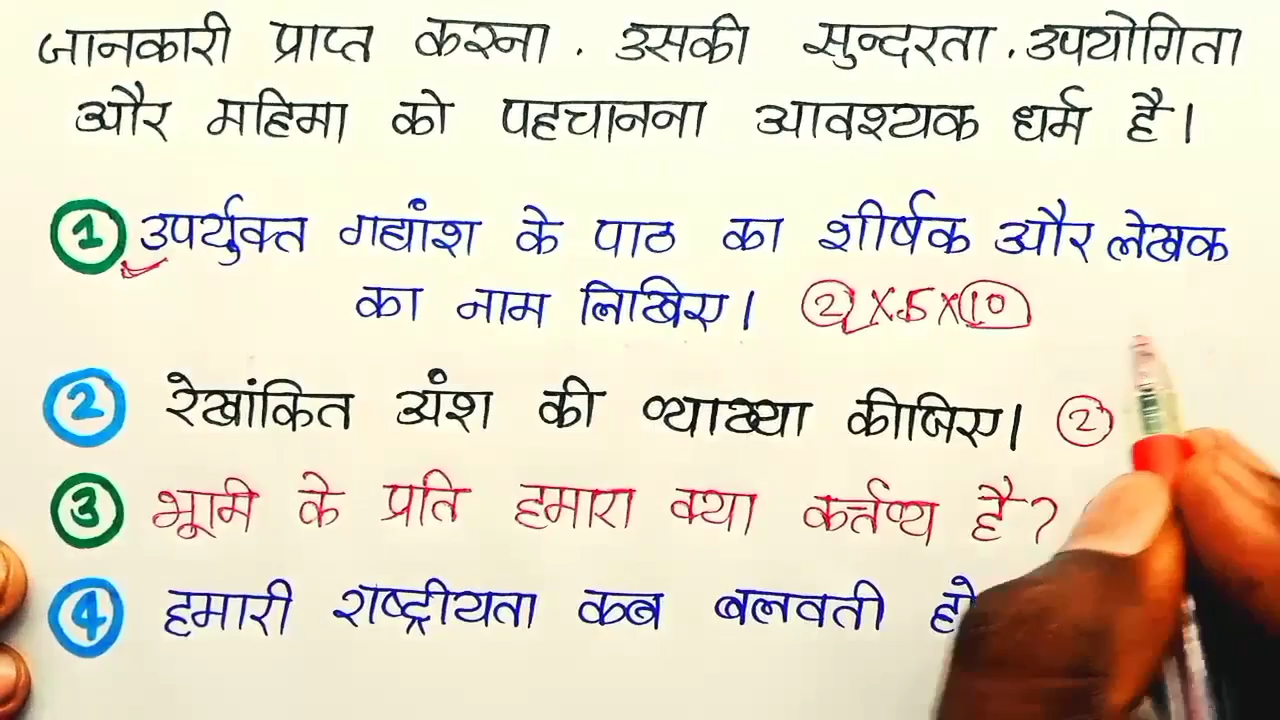 जानकारी प्राप्त करना . उसकी सुन्दरता . उपयोगिता
और महिमा को पहचानना आवश्यक धर्म है।
1 उपर्युक्त गद्यांश के पाठ का शीर्षक और लेखक
का नाम लिखिए। 2 X 5 X 10
2 रेखांकित अंश की व्याख्या कीजिए। 2
3 भूमि के प्रति हमारा क्या कर्त्तव्य है?
4 हमारी राष्ट्रीयता कब बलवती